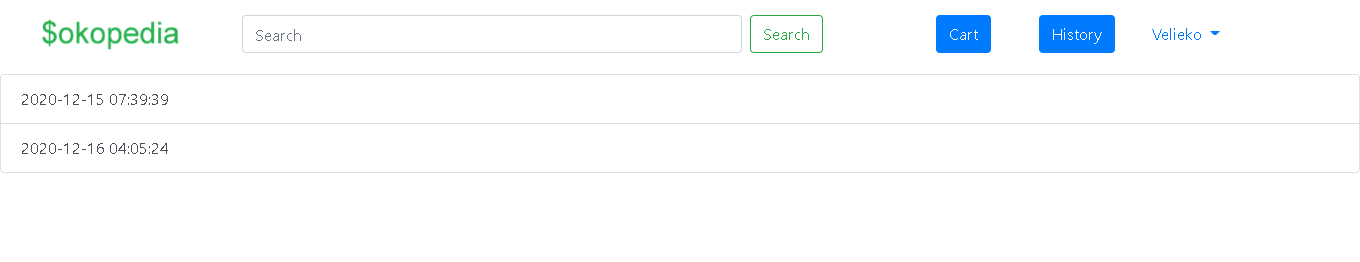 $okopedia Search Search Cart History Velieko
2020-12-15 07:39:39
2020-12-16 04:05:24